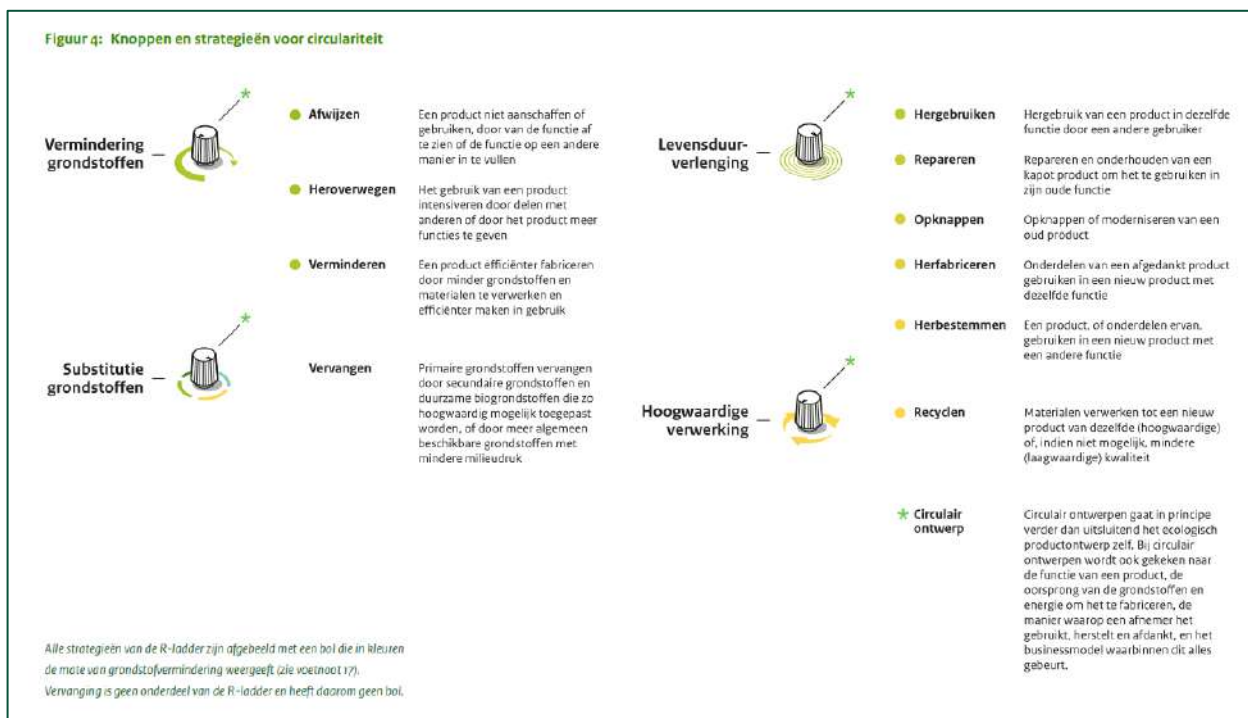 Figuur 4: Knoppen en strategieën voor circulariteit
*
Vermindering
grondstoffen
Afwijzen
Een product niet aanschaffen of
gebruiken, door van de functie af
te zien of de functie op een andere
manier in te vullen
Heroverwegen
Het gebruik van een product
intensiveren door delen met
anderen of door het product meer
functies te geven
Verminderen
Een product efficiënter fabriceren
door minder grondstoffen en
materialen te verwerken en
efficiënter maken in gebruik
*
Substitutie
grondstoffen
Vervangen
Primaire grondstoffen vervangen
door secundaire grondstoffen en
duurzame biogrondstoffen die zo
hoogwaardig mogelijk toegepast
worden, of door meer algemeen
beschikbare grondstoffen met
mindere milieudruk
Alle strategieën van de R-ladder zijn afgebeeld met een bol die in kleuren
de mate van grondstofvermindering weergeeft (zie voetnoot 17).
Vervanging is geen onderdeel van de R-ladder en heeft daarom geen bol.
*
Levensduur-
verlenging
Hergebruiken
Hergebruik van een product in dezelfde
functie door een andere gebruiker
Repareren
Repareren en onderhouden van een
kapot product om het te gebruiken in
zijn oude functie
Opknappen
Opknappen of moderniseren van een
oud product
Herfabriceren
Onderdelen van een afgedankt product
gebruiken in een nieuw product met
dezelfde functie
Herbestemmen
Een product, of onderdelen ervan,
gebruiken in een nieuw product met
een andere functie
*
Hoogwaardige
verwerking
Recyclen
Materialen verwerken tot een nieuw
product van dezelfde (hoogwaardige)
of, indien niet mogelijk, mindere
(laagwaardige) kwaliteit
* Circulair
ontwerp
Circulair ontwerpen gaat in principe
verder dan uitsluitend het ecologisch
productontwerp zelf. Bij circulair
ontwerpen wordt ook gekeken naar
de functie van een product, de
oorsprong van de grondstoffen en
energie om het te fabriceren, de
manier waarop een afnemer het
gebruikt, herstelt en afdankt, en het
businessmodel waarbinnen dit alles
gebeurt.